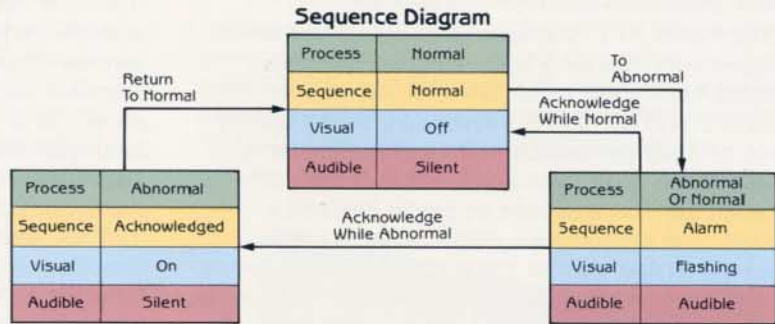 Sequence Diagram
Process Normal
Sequence Normal
Visual Off
Audible Silent
Return
To Normal
To
Abnormal
Acknowledge
While Normal
Process Abnormal
Sequence Acknowledged
Visual On
Audible Silent
Acknowledge
While Abnormal
Process Abnormal
Or Normal
Sequence Alarm
Visual Flashing
Audible Audible